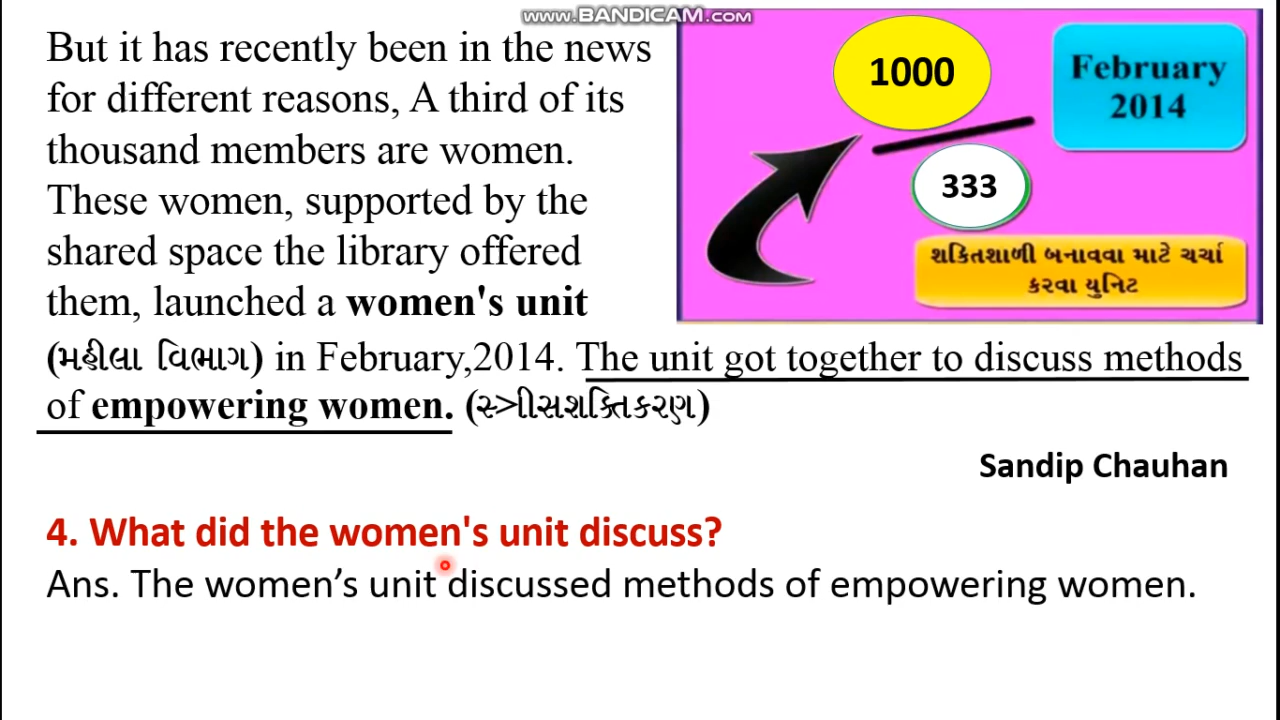 www.BANDICAM.com
But it has recently been in the news
for different reasons, A third of its
thousand members are women.
These women, supported by the
shared space the library offered
them, launched a women's unit
(મહીલા વિભાગ) in February,2014. The unit got together to discuss methods
of empowering women. (સ્ત્રીસશક્તિકરણ)
1000
333
February
2014
શકિતશાળી બનાવવા માટે ચર્ચા
કરવા યુનિટ
Sandip Chauhan
4. What did the women's unit discuss?
Ans. The women’s unit discussed methods of empowering women.